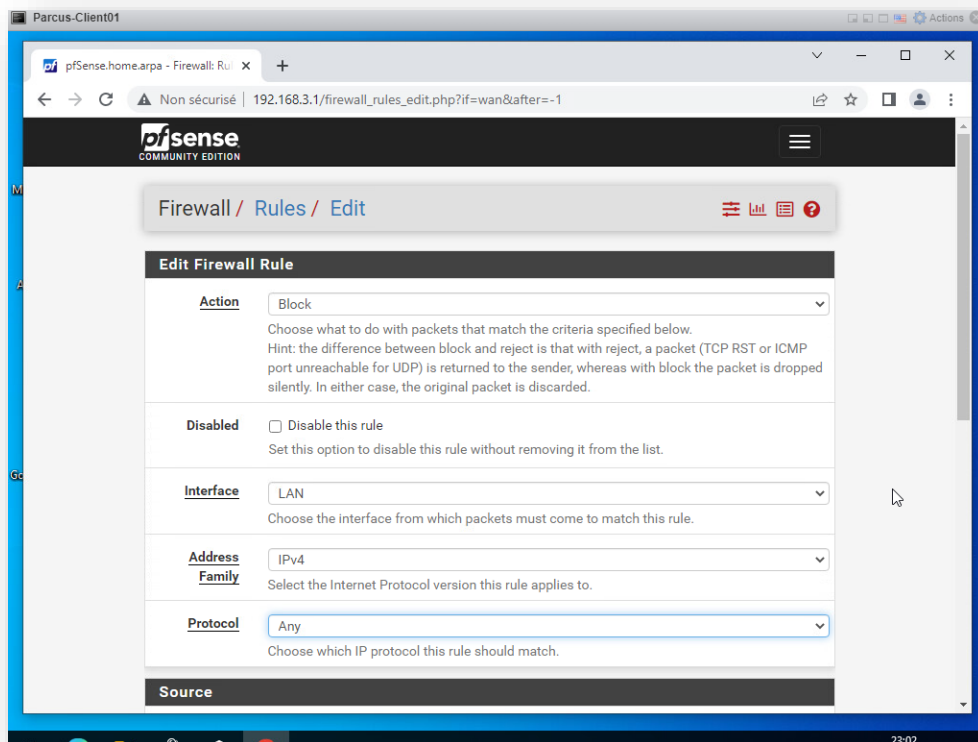 Parcus-Client01
Actions
pfSense.home.arpa - Firewall: Ru
Non sécurisé
192.168.3.1/firewall_rules_edit.php?if=wan&after=-1
pfsense
COMMUNITY EDITION
Firewall / Rules / Edit
Edit Firewall Rule
Action
Block
Choose what to do with packets that match the criteria specified below.
Hint: the difference between block and reject is that with reject, a packet (TCP RST or ICMP
port unreachable for UDP) is returned to the sender, whereas with block the packet is dropped
silently. In either case, the original packet is discarded.
Disabled
Disable this rule
Set this option to disable this rule without removing it from the list.
Interface
LAN
Choose the interface from which packets must come to match this rule.
Address
Family
IPv4
Select the Internet Protocol version this rule applies to.
Protocol
Any
Choose which IP protocol this rule should match.
Source
M
A
Go
23:02